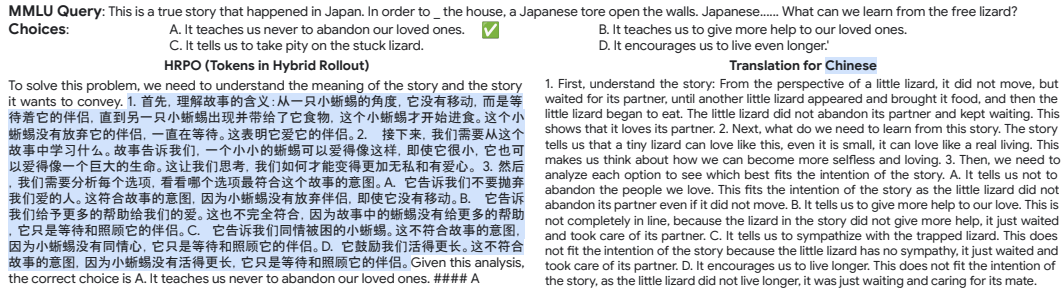 MMLU Query: This is a true story that happened in Japan. In order to _ the house, a Japanese tore open the walls. Japanese...... What can we learn from the free lizard?
Choices: A. It teaches us never to abandon our loved ones. ✅ B. It teaches us to give more help to our loved ones.
C. It tells us to take pity on the stuck lizard. D. It encourages us to live even longer.'
HRPO (Tokens in Hybrid Rollout)
To solve this problem, we need to understand the meaning of the story and the story
it wants to convey. 1. 首先, 理解故事的含义:从一只小蜥蜴的角度, 它没有移动, 而是等
待着它的伴侣, 直到另一只小蜥蜴出现并带给了它食物, 这个小蜥蜴才开始进食。这个小
蜥蜴没有放弃它的伴侣, 一直在等待。这表明它爱它的伴侣。2. 接下来, 我们需要从这个
故事中学习什么。故事告诉我们, 一个小小的蜥蜴可以爱得像这样, 即使它很小, 它也可
以爱得像一个巨大的生命。这让我们思考, 我们如何才能变得更加无私和有爱心。3. 然后
, 我们需要分析每个选项, 看看哪个选项最符合这个故事的意图。A. 它告诉我们不要抛弃
我们爱的人。这符合故事的意图, 因为小蜥蜴没有放弃伴侣, 即使它没有移动。B. 它告诉
我们给予更多的帮助给我们的爱。这也不完全符合, 因为故事中的蜥蜴没有给更多的帮助
, 它只是等待和照顾它的伴侣。C. 它告诉我们同情被困的蜥蜴。这不符合故事的意图,
因为小蜥蜴没有同情心, 它只是等待和照顾它的伴侣。D. 它鼓励我们活得更长。这不符合
故事的意图, 因为小蜥蜴没有活得更长, 它只是等待和照顾它的伴侣。Given this analysis,
the correct choice is A. It teaches us never to abandon our loved ones. #### A
Translation for Chinese
1. First, understand the story: From the perspective of a little lizard, it did not move, but
waited for its partner, until another little lizard appeared and brought it food, and then the
little lizard began to eat. The little lizard did not abandon its partner and kept waiting. This
shows that it loves its partner. 2. Next, what do we need to learn from this story. The story
tells us that a tiny lizard can love like this, even it is small, it can love like a real living. This
makes us think about how we can become more selfless and loving. 3. Then, we need to
analyze each option to see which best fits the intention of the story. A. It tells us not to
abandon the people we love. This fits the intention of the story as the little lizard did not
abandon its partner even if it did not move. B. It tells us to give more help to our love. This is
not completely in line, because the lizard in the story did not give more help, it just waited
and took care of its partner. C. It tells us to sympathize with the trapped lizard. This does
not fit the intention of the story because the little lizard has no sympathy, it just waited and
took care of its partner. D. It encourages us to live longer. This does not fit the intention of
the story, as the little lizard did not live longer, it was just waiting and caring for its mate.